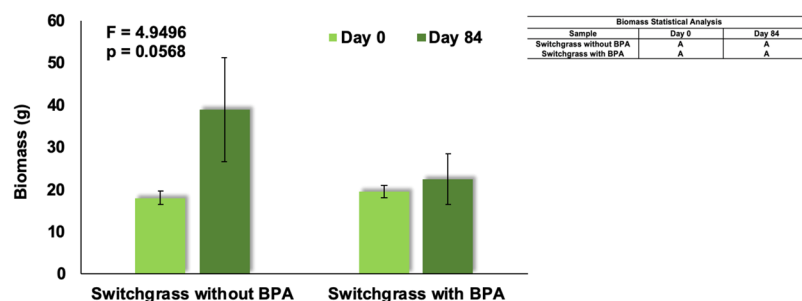 60
50
40
30
20
10
0
Biomass (g)
F = 4.9496
p = 0.0568
Day 0 Day 84
Switchgrass without BPA Switchgrass with BPA
Biomass Statistical Analysis
Sample Day 0 Day 84
Switchgrass without BPA A A
Switchgrass with BPA A A